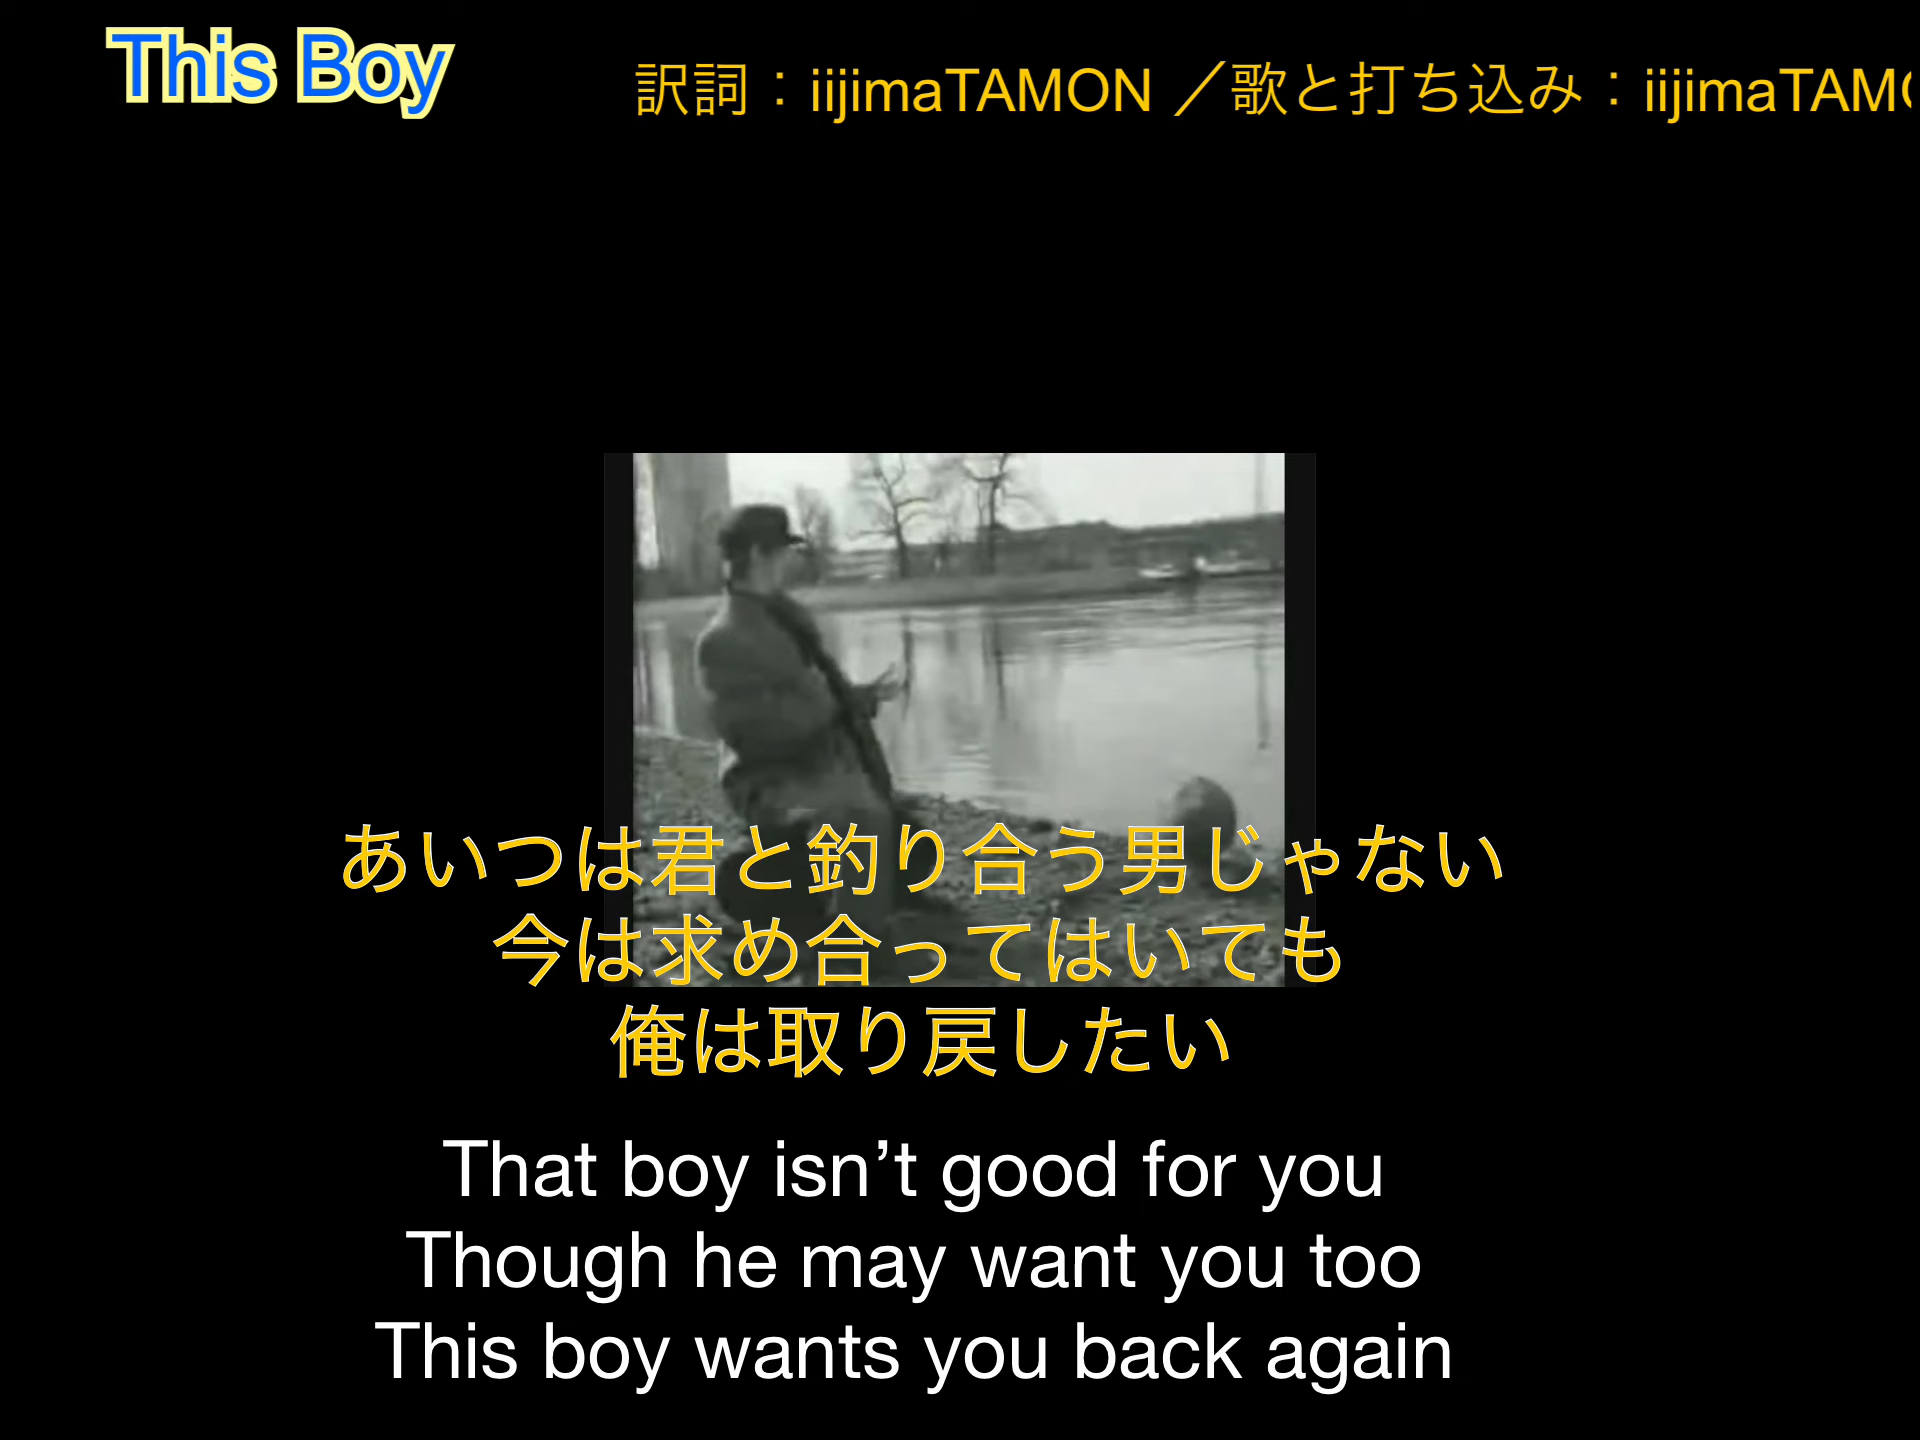 This Boy
訳詞：iijimaTAMON ／歌と打ち込み：iijimaTAM
あいつは君と釣り合う男じゃない
今は求め合ってはいても
俺は取り戻したい
That boy isn’t good for you
Though he may want you too
This boy wants you back again